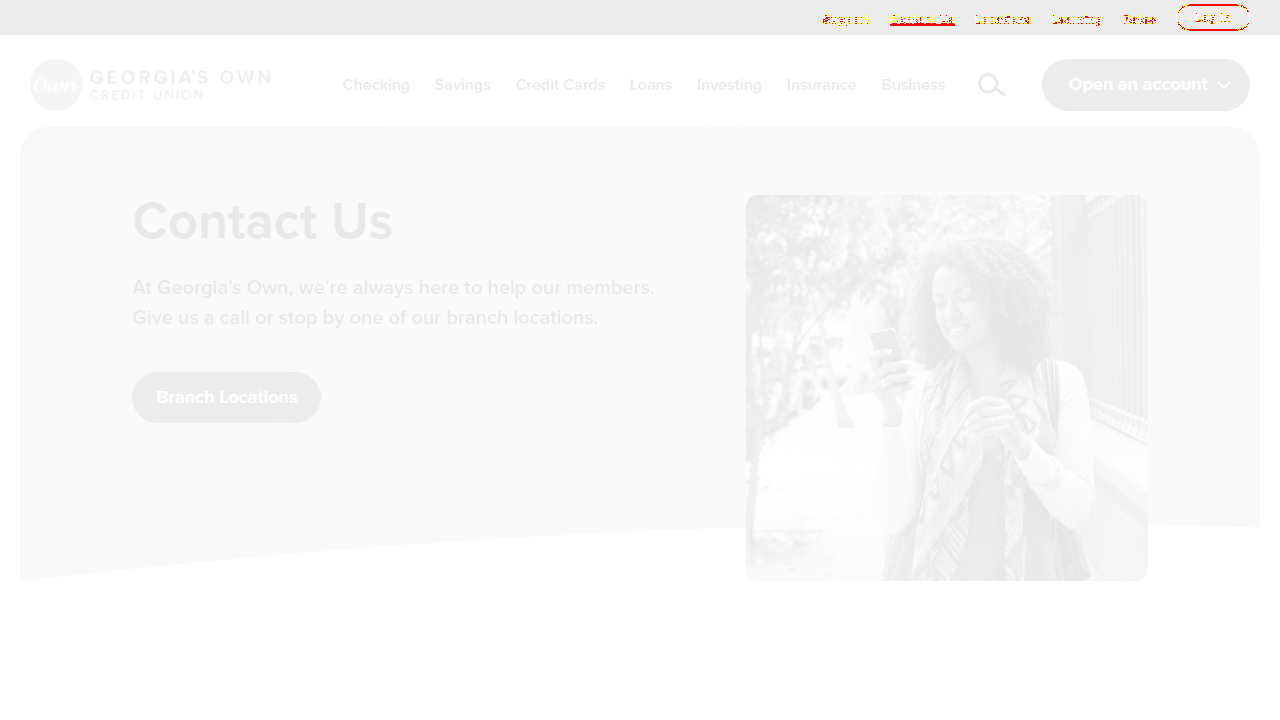 Support Contact Us Locations Learning News Log In
Own GEORGIA'S OWN
CREDIT UNION
Checking Savings Credit Cards Loans Investing Insurance Business Open an account
Contact Us
At Georgia's Own, we're always here to help our members.
Give us a call or stop by one of our branch locations.
Branch Locations